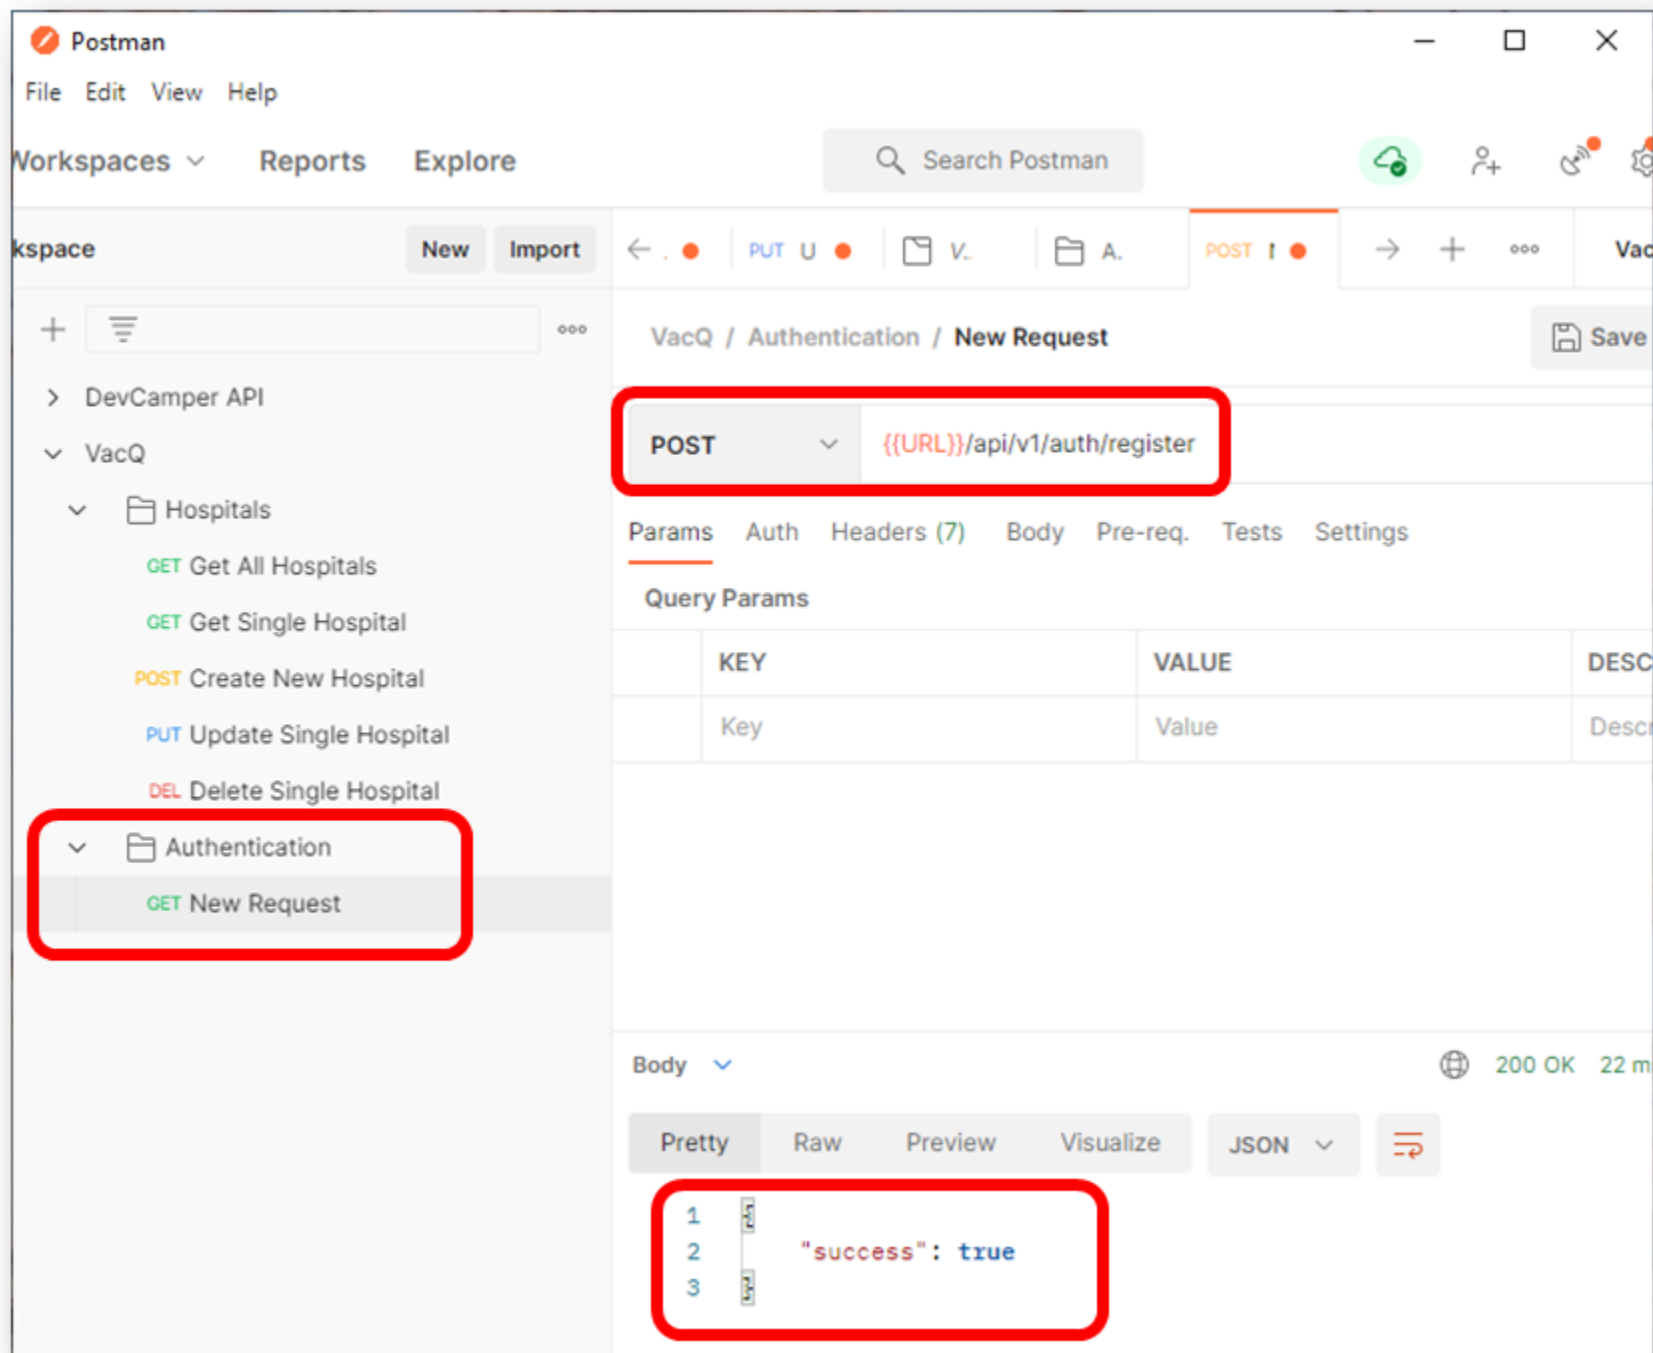 Postman
File Edit View Help
Workspaces Reports Explore Search Postman
kspace New Import PUT U V.. A. POST Vac
VacQ / Authentication / New Request Save
DevCamper API
VacQ
POST {{URL}}/api/v1/auth/register
Hospitals
Params Auth Headers (7) Body Pre-req. Tests Settings
GET Get All Hospitals
Query Params
GET Get Single Hospital
KEY VALUE DESC
POST Create New Hospital
Key Value Descr
PUT Update Single Hospital
DEL Delete Single Hospital
Authentication
GET New Request
Body 200 OK 22 m
Pretty Raw Preview Visualize JSON
1 {
2 "success": true
3 }